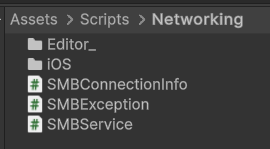 Assets > Scripts > Networking
Editor_
iOS
SMBConnectionInfo
SMBException
SMBService